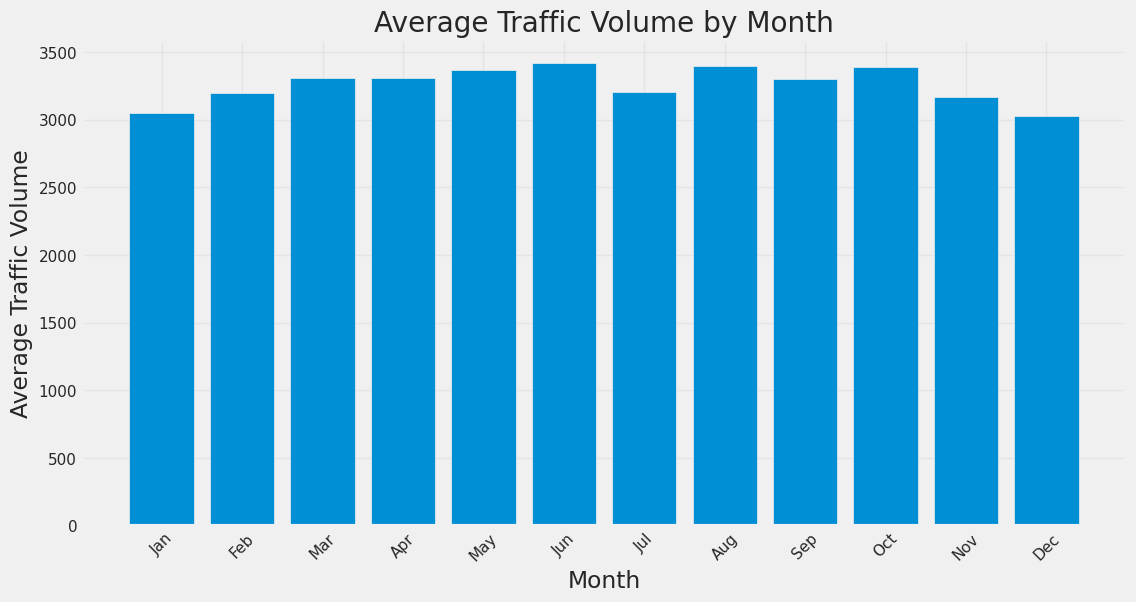 Average Traffic Volume by Month
Average Traffic Volume
3500
3000
2500
2000
1500
1000
500
0
Jan
Feb
Mar
Apr
May
Jun
Jul
Aug
Sep
Oct
Nov
Dec
Month